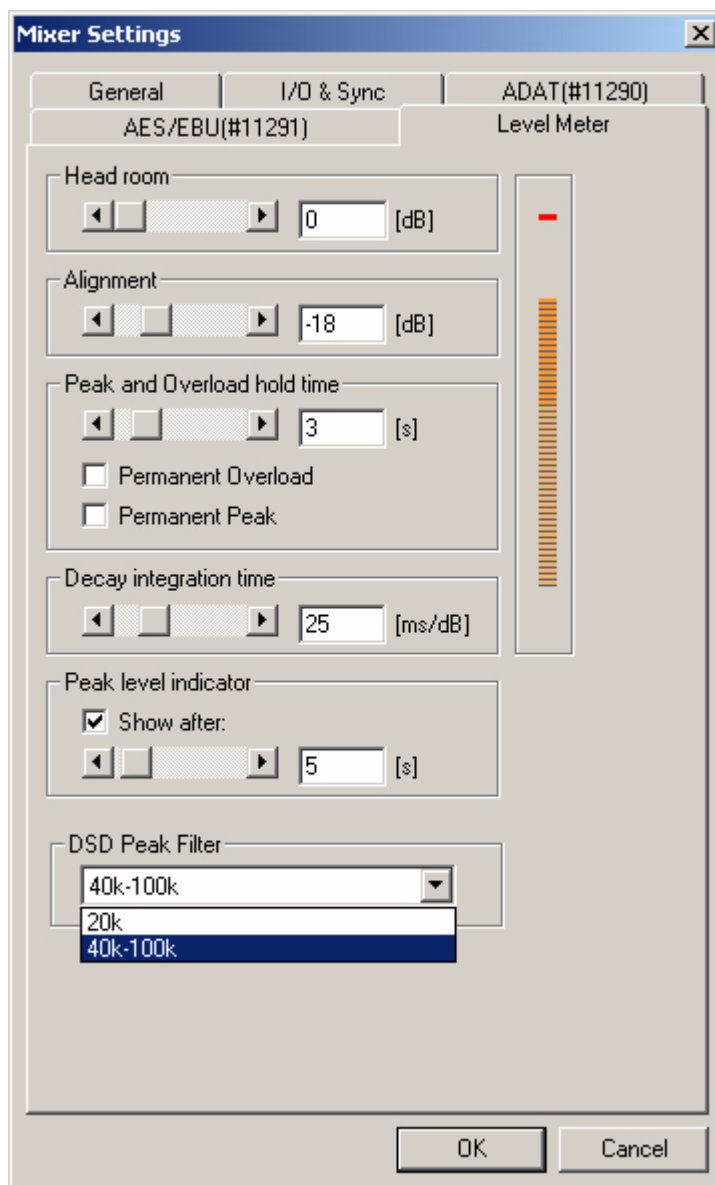 Mixer Settings
General I/O & Sync ADAT(#11290)
AES/EBU(#11291) Level Meter
Head room
0 [dB]
Alignment
-18 [dB]
Peak and Overload hold time
3 [s]
Permanent Overload
Permanent Peak
Decay integration time
25 [ms/dB]
Peak level indicator
Show after:
5 [s]
DSD Peak Filter
40k-100k
20k
40k-100k
OK Cancel